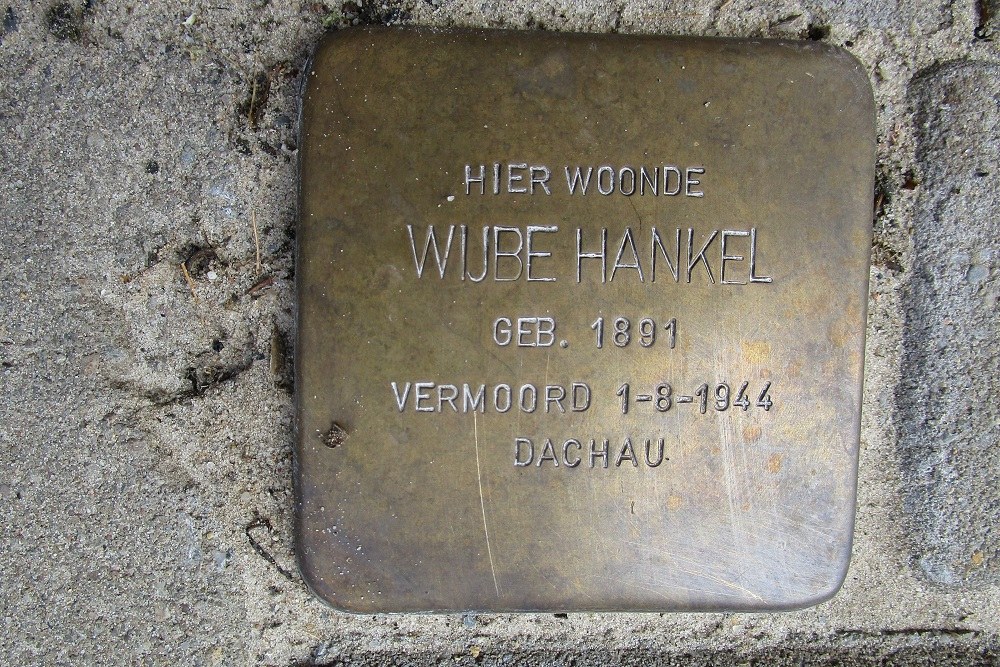 HIER WOONDE
WIJBE HANKEL
GEB. 1891
VERMOORD 1-8-1944
DACHAU